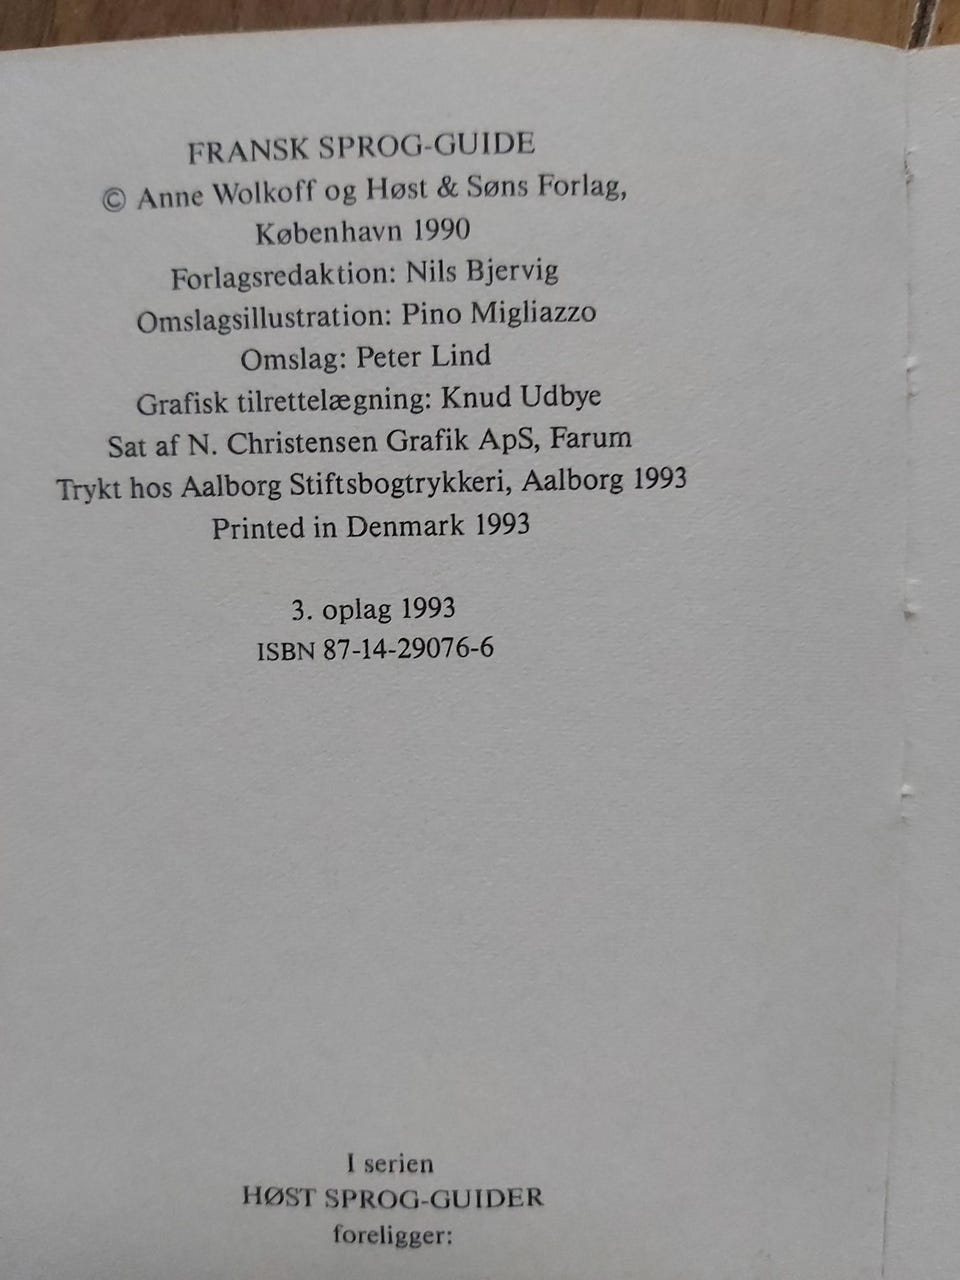 FRANSK SPROG-GUIDE
© Anne Wolkoff og Høst & Søns Forlag,
København 1990
Forlagsredaktion: Nils Bjervig
Omslagsillustration: Pino Migliazzo
Omslag: Peter Lind
Grafisk tilrettelægning: Knud Udbye
Sat af N. Christensen Grafik ApS, Farum
Trykt hos Aalborg Stiftsbogtrykkeri, Aalborg 1993
Printed in Denmark 1993
3. oplag 1993
ISBN 87-14-29076-6
I serien
HØST SPROG-GUIDER
foreligger: